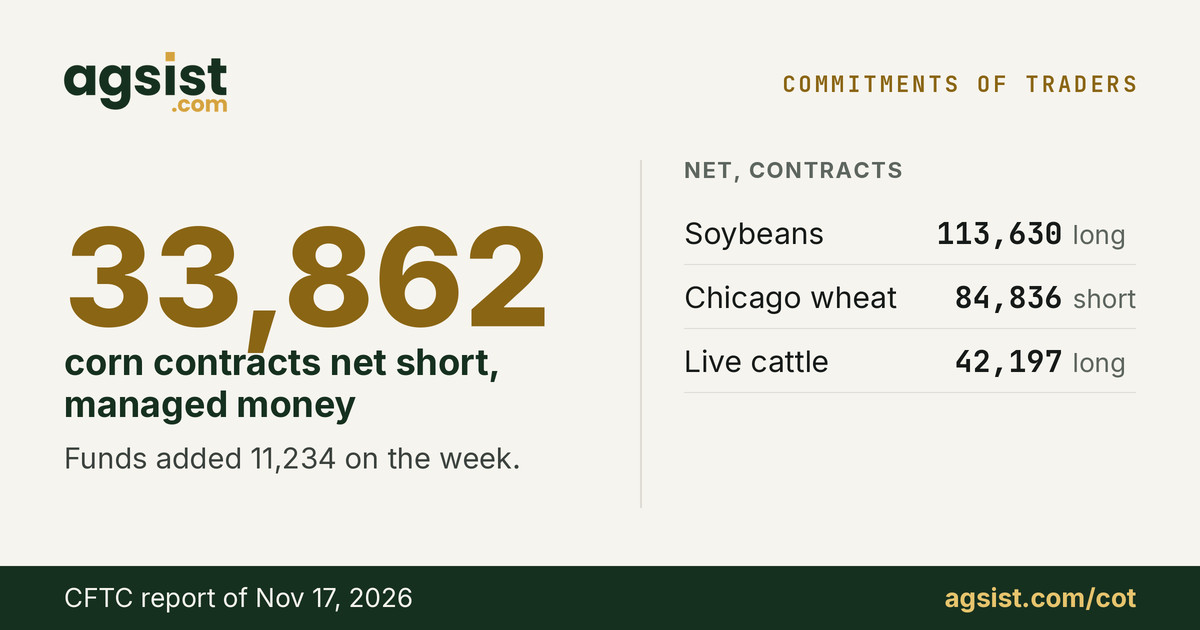 agsist
.com
COMMITMENTS OF TRADERS
33,862
corn contracts net short,
managed money
Funds added 11,234 on the week.
NET, CONTRACTS
Soybeans 113,630 long
Chicago wheat 84,836 short
Live cattle 42,197 long
CFTC report of Nov 17, 2026
agsist.com/cot